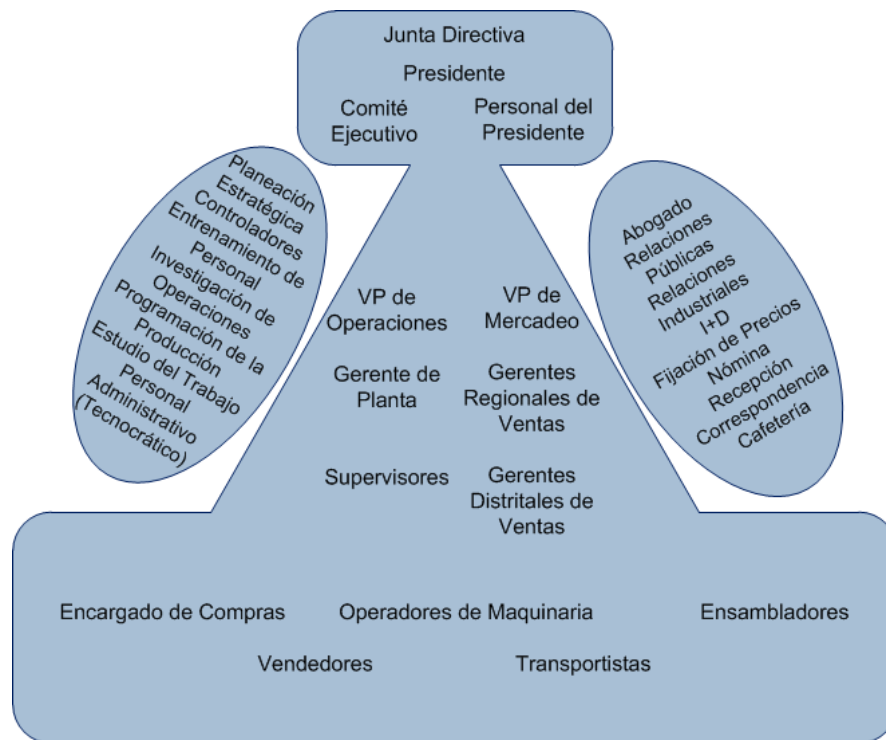 Junta Directiva
Presidente
Comité
Ejecutivo
Personal del
Presidente
Planeación
Estratégica
Controladores
Entrenamiento de
Personal
Investigación de
Operaciones
Programación de la
Producción
Estudio del Trabajo
Personal
Administrativo
(Tecnocrático)
Abogado
Relaciones
Públicas
Relaciones
Industriales
I+D
Fijación de Precios
Nómina
Recepción
Correspondencia
Cafetería
VP de
Operaciones
VP de
Mercadeo
Gerente de
Planta
Gerentes
Regionales de
Ventas
Supervisores
Gerentes
Distritales de
Ventas
Encargado de Compras
Operadores de Maquinaria
Ensambladores
Vendedores
Transportistas